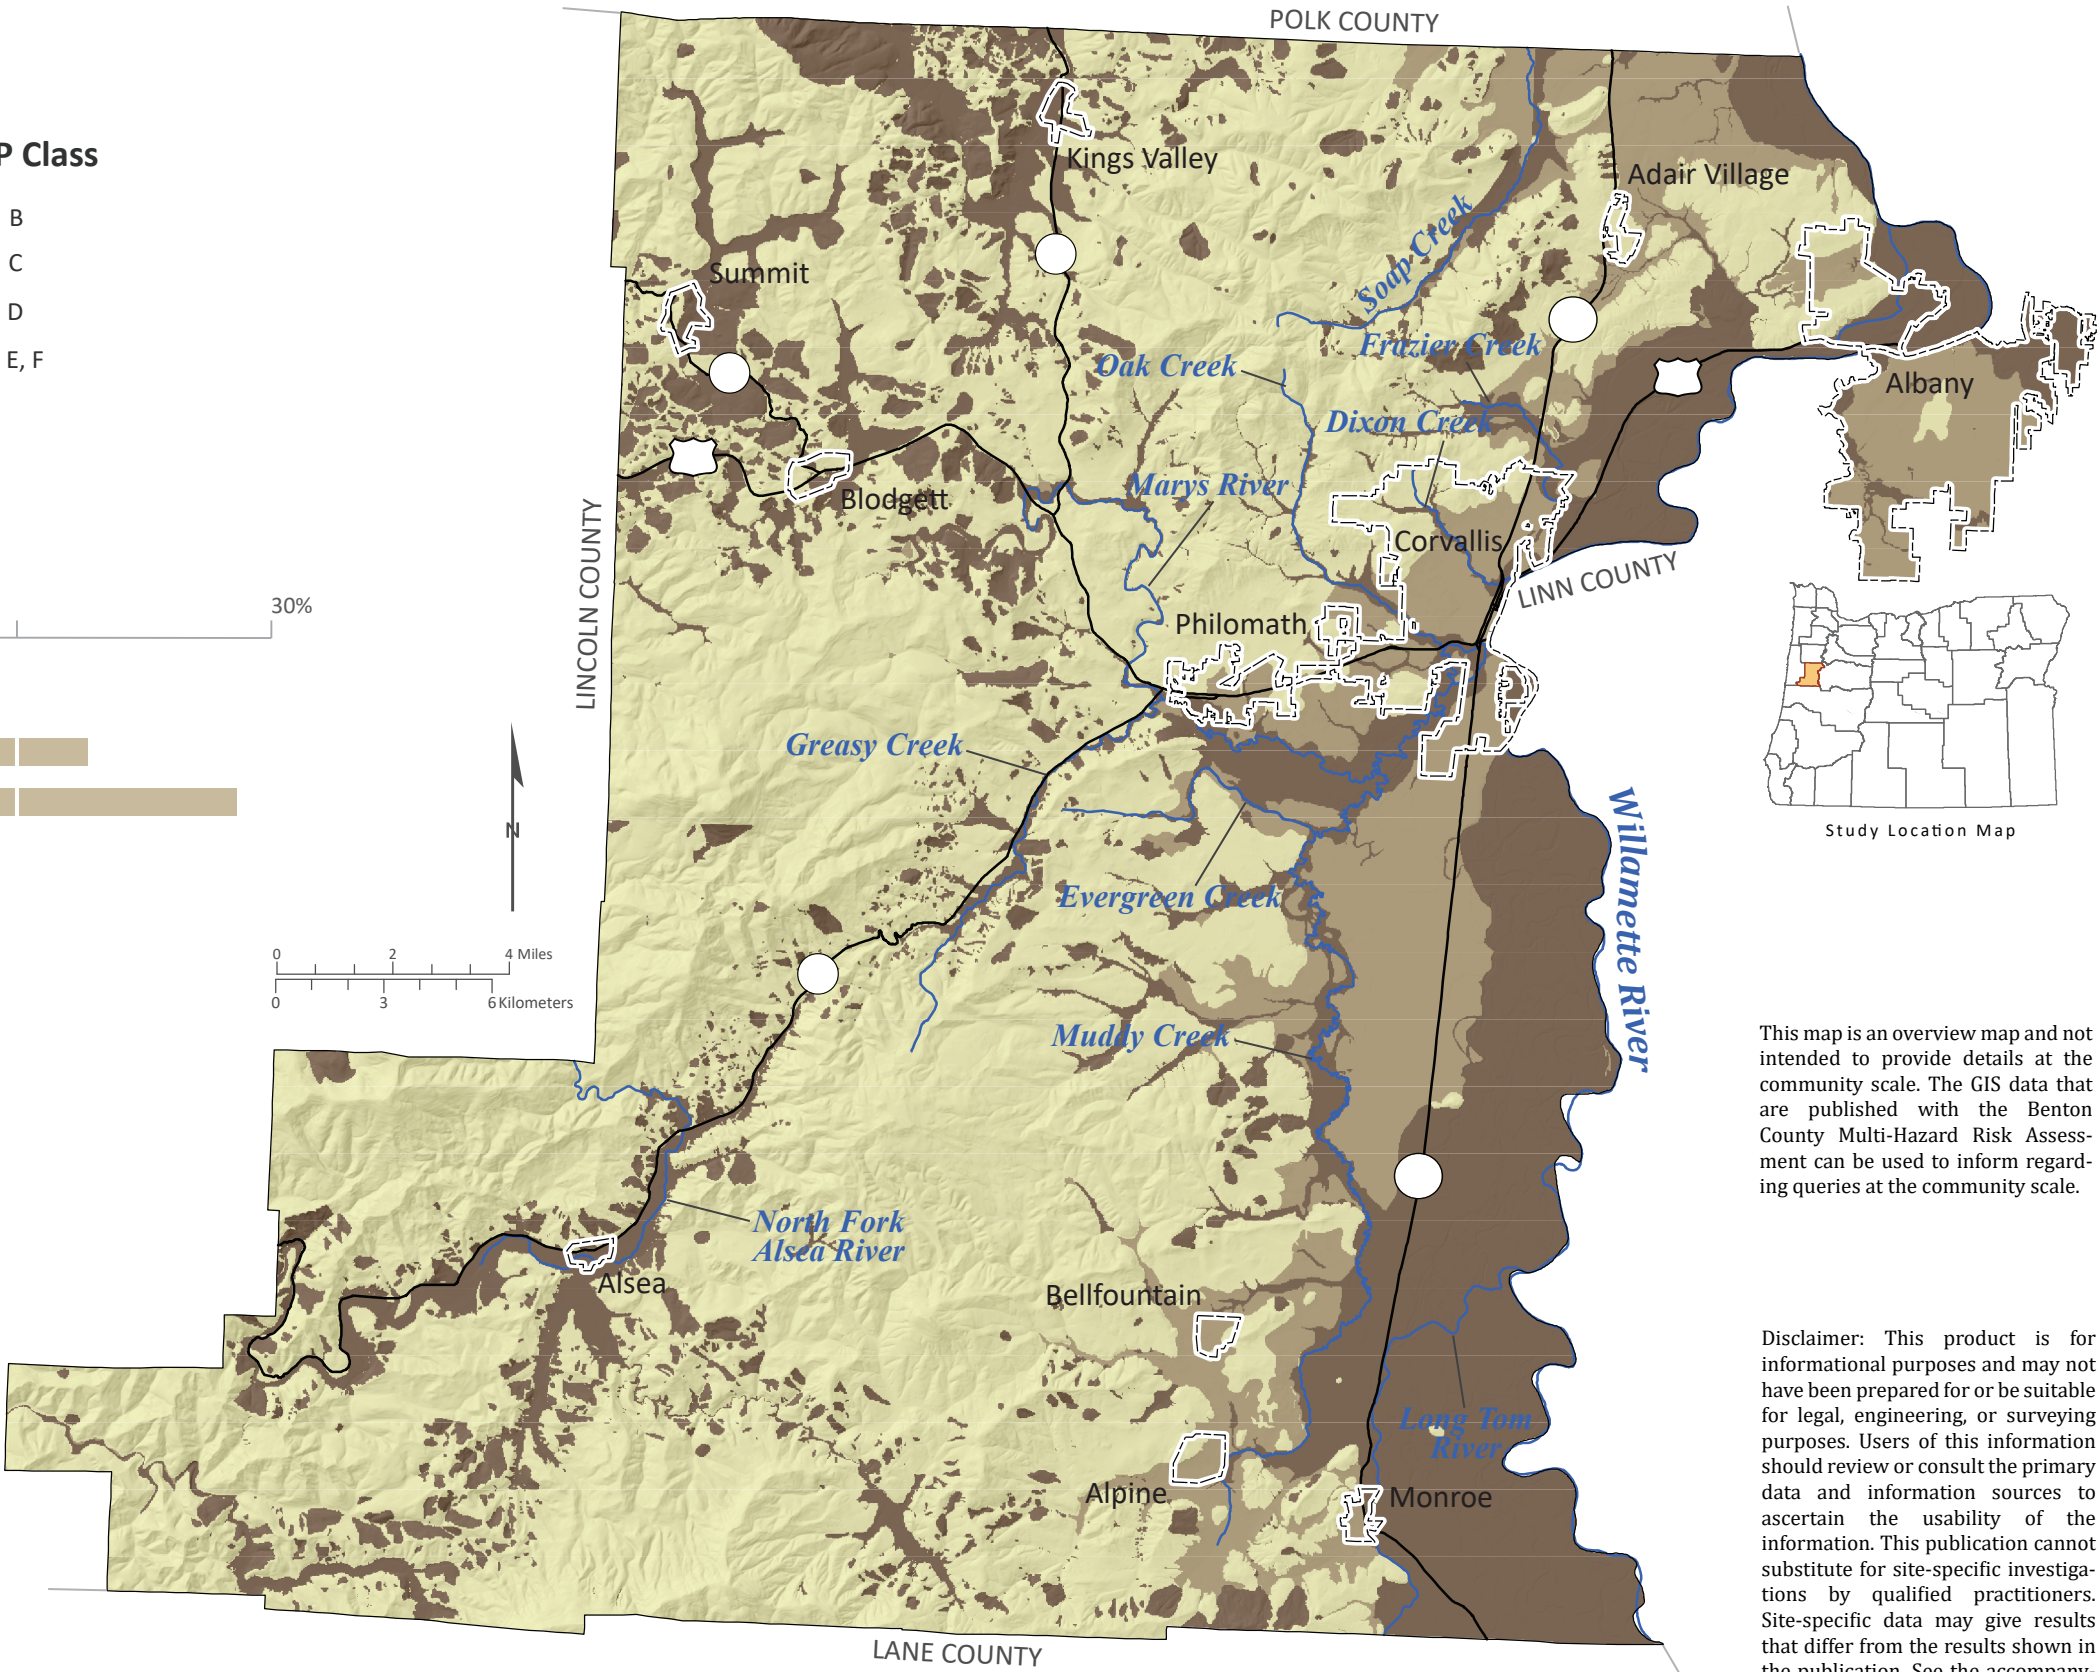 POLK COUNTY
P Class
B
C
D
E, F
30%
Kings Valley
Adair Village
Summit
Soap Creek
Frazier Creek
Oak Creek
Dixon Creek
Albany
Marys River
Blodgett
Corvallis
LINCOLN COUNTY
LINN COUNTY
Philomath
Greasy Creek
N
Willamette River
Study Location Map
Evergreen Creek
0 2 4 Miles
0 3 6 Kilometers
Muddy Creek
North Fork
Alsea River
Alsea
Bellfountain
Long Tom
River
Alpine
Monroe
LANE COUNTY
This map is an overview map and not
intended to provide details at the
community scale. The GIS data that
are published with the Benton
County Multi-Hazard Risk Assess-
ment can be used to inform regard-
ing queries at the community scale.
Disclaimer: This product is for
informational purposes and may not
have been prepared for or be suitable
for legal, engineering, or surveying
purposes. Users of this information
should review or consult the primary
data and information sources to
ascertain the usability of the
information. This publication cannot
substitute for site-specific investiga-
tions by qualified practitioners.
Site-specific data may give results
that differ from the results shown in
the publication. See the accompany-